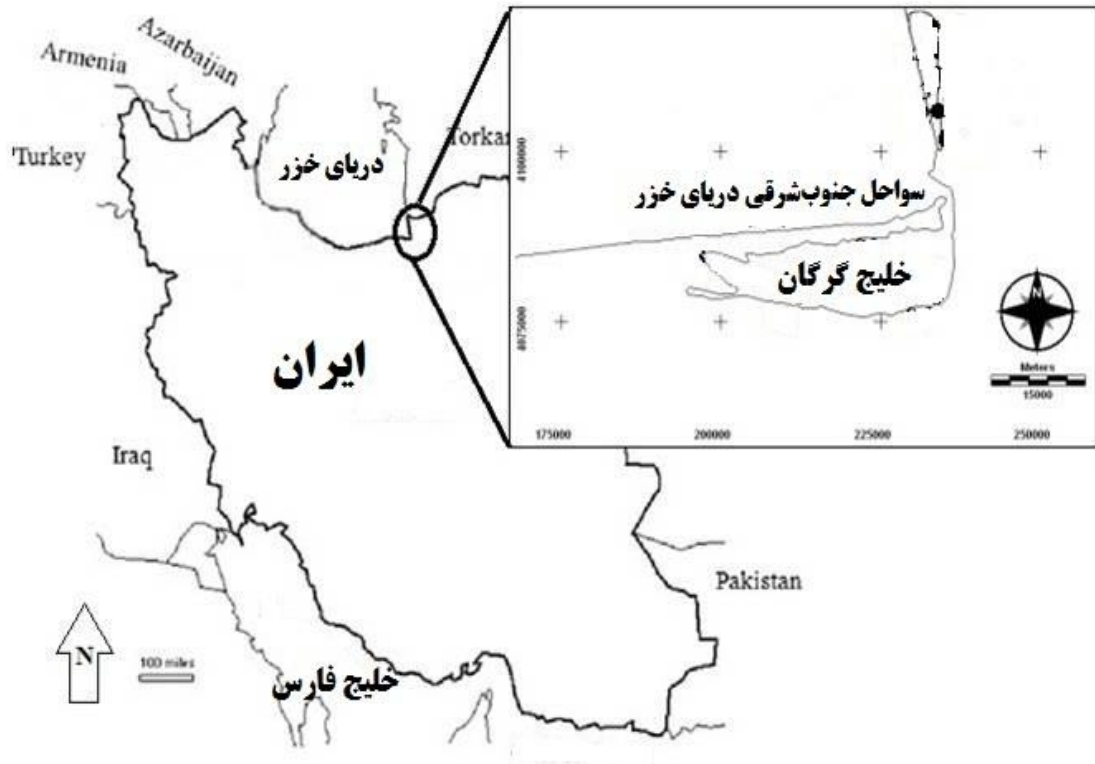 Azarbaijan
Armenia
'Turkey
دریای خزر
Torkar
4100000
سواحل جنوب‌شرقی دریای خزر
خلیج گرگان
4075000
N
Meters
15000
175000
200000
225000
250000
ایران
Iraq
Pakistan
N
100 miles
خلیج فارس